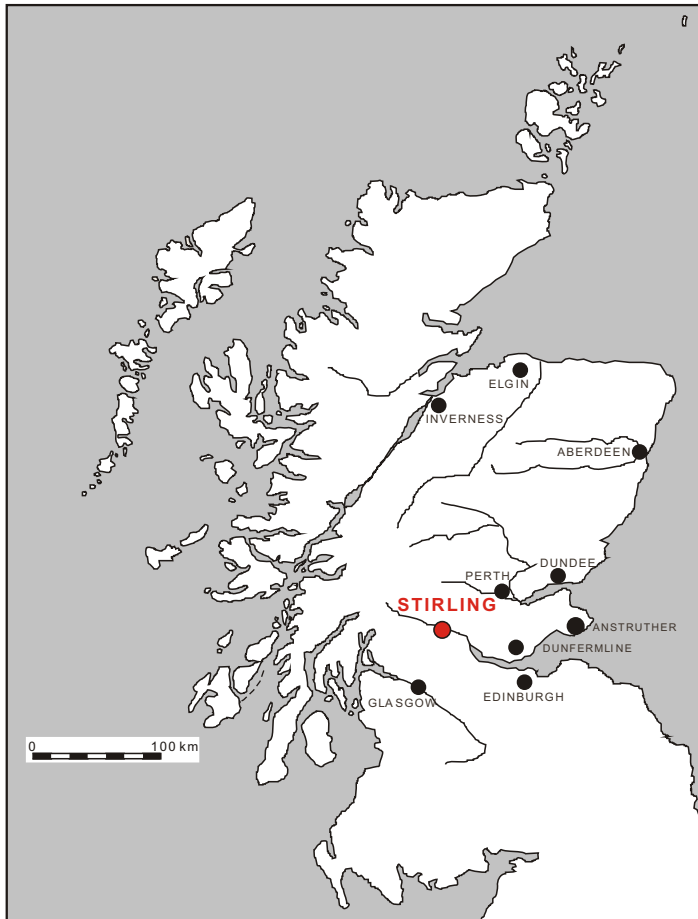 ELGIN
INVERNESS
ABERDEEN
DUNDEE
PERTH
STIRLING
ANSTRUTHER
DUNFERMLINE
EDINBURGH
GLASGOW
0 100 km